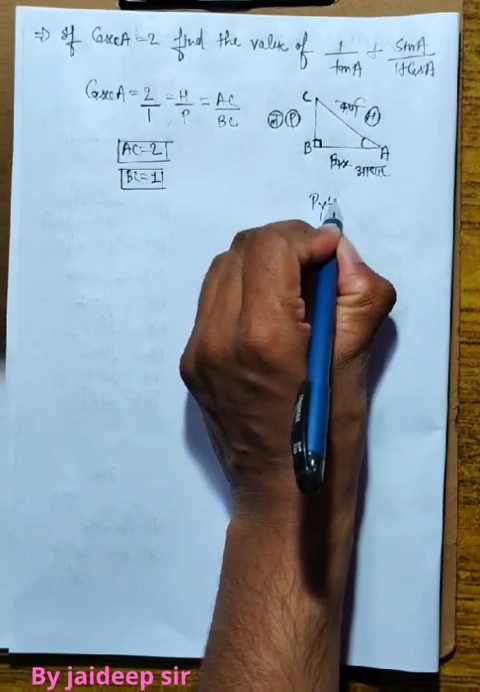 ⇒ If CosecA = 2 find the value of 1/tanA + SinA/1+CosA
CosecA = 2/1 = H/P = AC/BC
AC = 2
BC = 1
C
कर्ण H
P
B
A
आधार
By jaideep sir